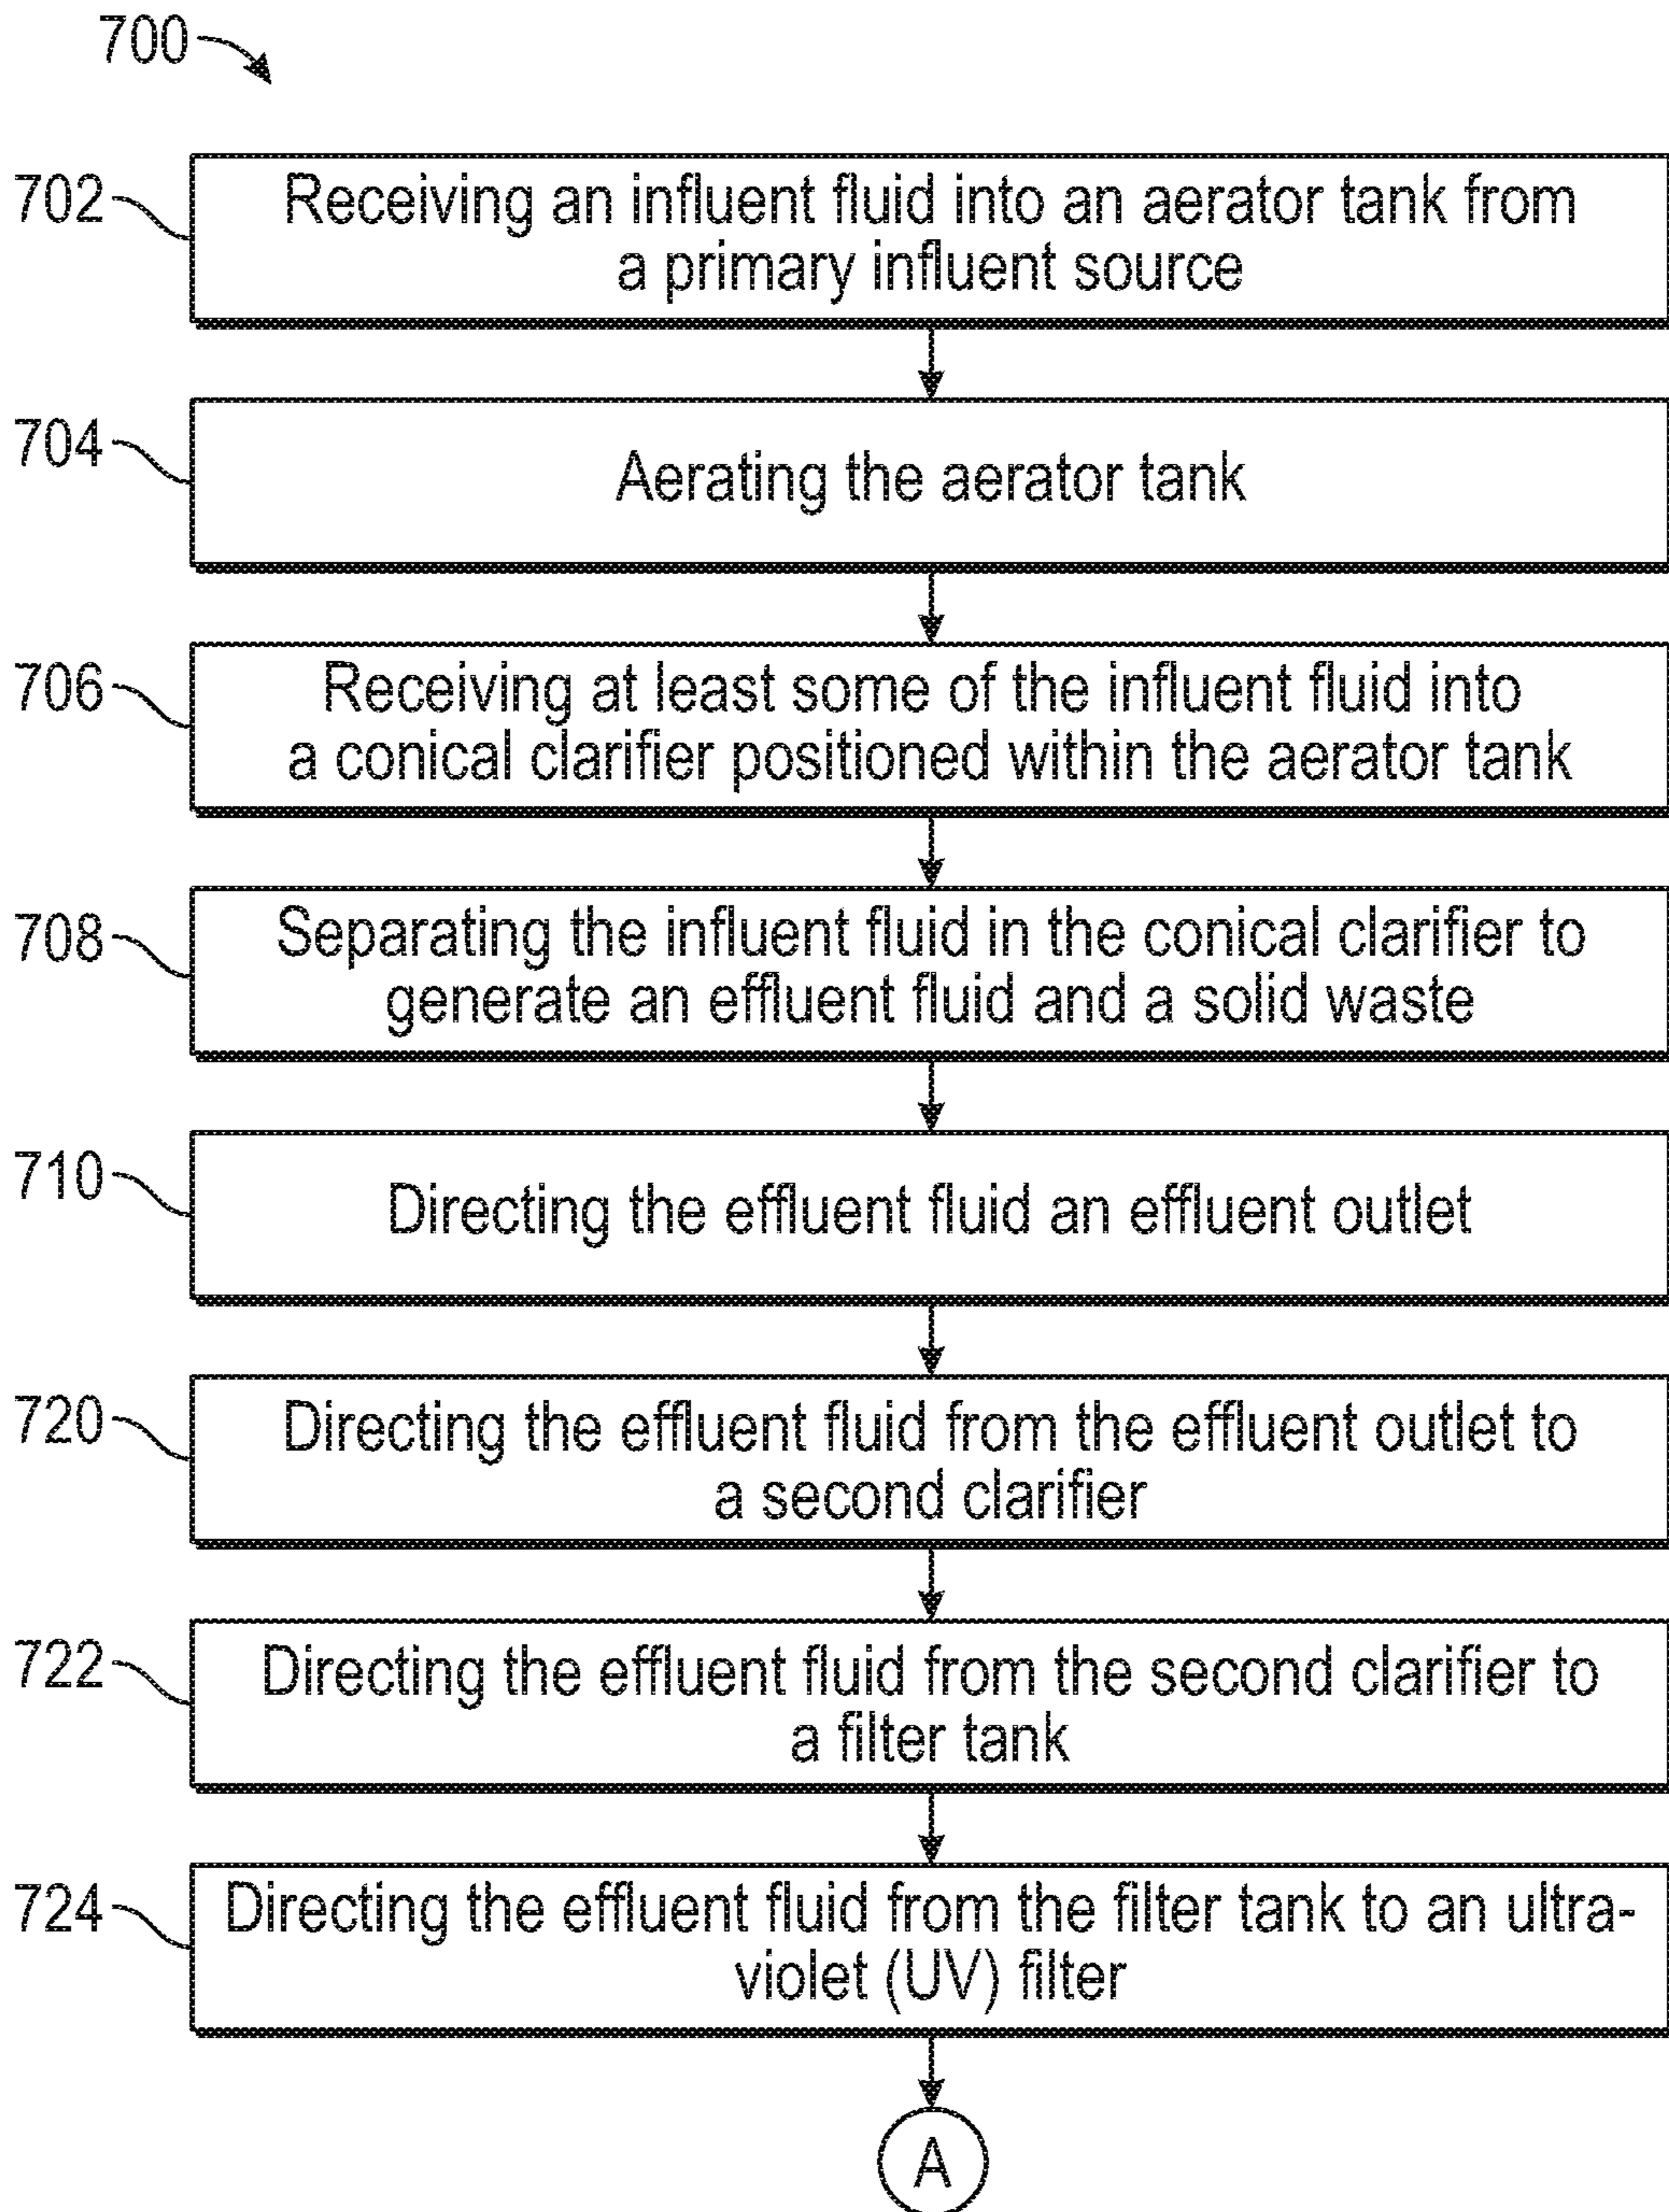 700
702
Receiving an influent fluid into an aerator tank from
a primary influent source
704
Aerating the aerator tank
706
Receiving at least some of the influent fluid into
a conical clarifier positioned within the aerator tank
708
Separating the influent fluid in the conical clarifier to
generate an effluent fluid and a solid waste
710
Directing the effluent fluid an effluent outlet
720
Directing the effluent fluid from the effluent outlet to
a second clarifier
722
Directing the effluent fluid from the second clarifier to
a filter tank
724
Directing the effluent fluid from the filter tank to an ultra-
violet (UV) filter
A